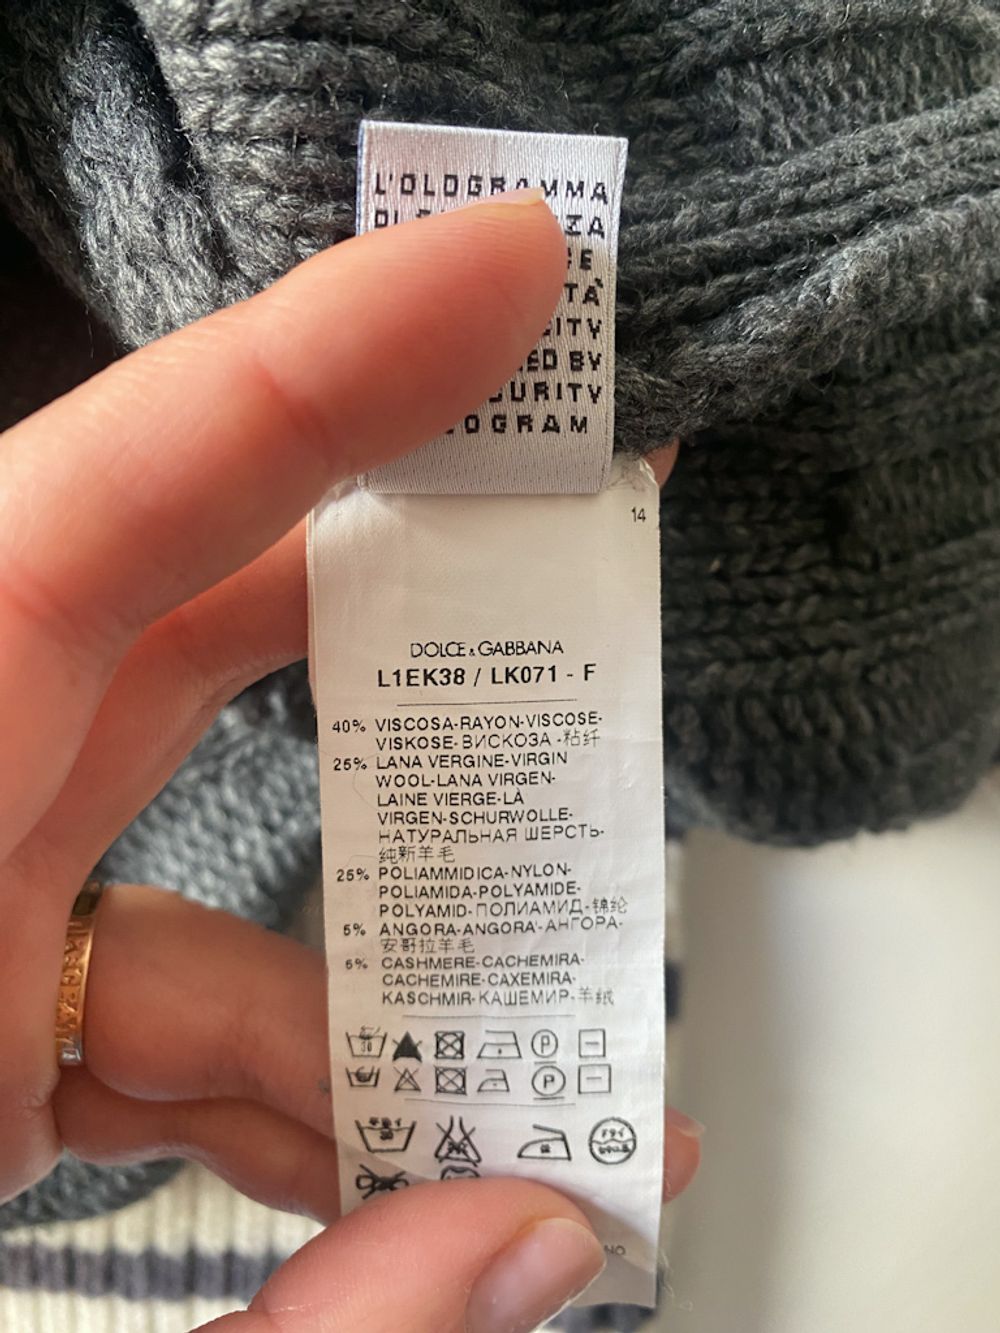 L'OLOGRAMMA
TÀ
BY
14
DOLCE & GABBANA
L1EK38 / LK071 - F
40% VISCOSA-RAYON-VISCOSE-
VISKOSE-ВИСКОЗА-粘纤
25% LANA VERGINE-VIRGIN
WOOL-LANA VIRGEN-
LAINE VIERGE-LÀ
VIRGEN-SCHURWOLLE-
НАТУРАЛЬНАЯ ШЕРСТЬ-
纯新羊毛
25% POLIAMMIDICA-NYLON-
POLIAMIDA-POLYAMIDE-
POLYAMID-ПОЛИАМИД-锦纶
5% ANGORA-ANGORA'-АНГОРА-
安哥拉羊毛
5% CASHMERE-CACHEMIRA-
CACHEMIRE-CAXEMIRA-
KASCHMIR-КАШЕМИР-羊绒
30 P
P